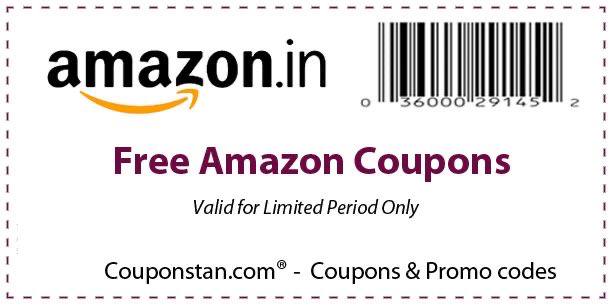 amazon.in
0 36000 29145 2
Free Amazon Coupons
Valid for Limited Period Only
Couponstan.com® - Coupons & Promo codes